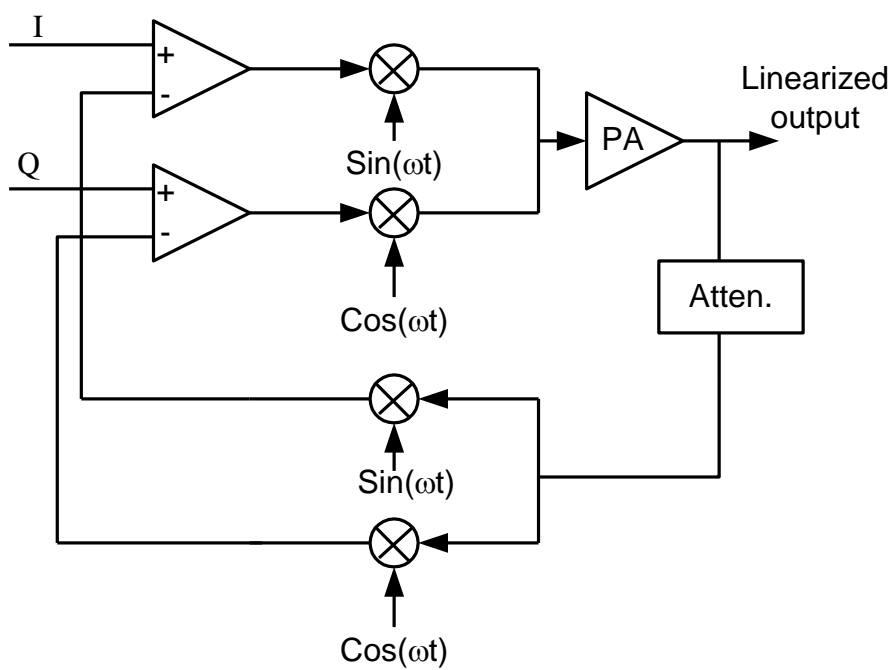 I
+
-
Sin(ωt)
Q
+
-
Cos(ωt)
PA
Linearized
output
Atten.
Sin(ωt)
Cos(ωt)